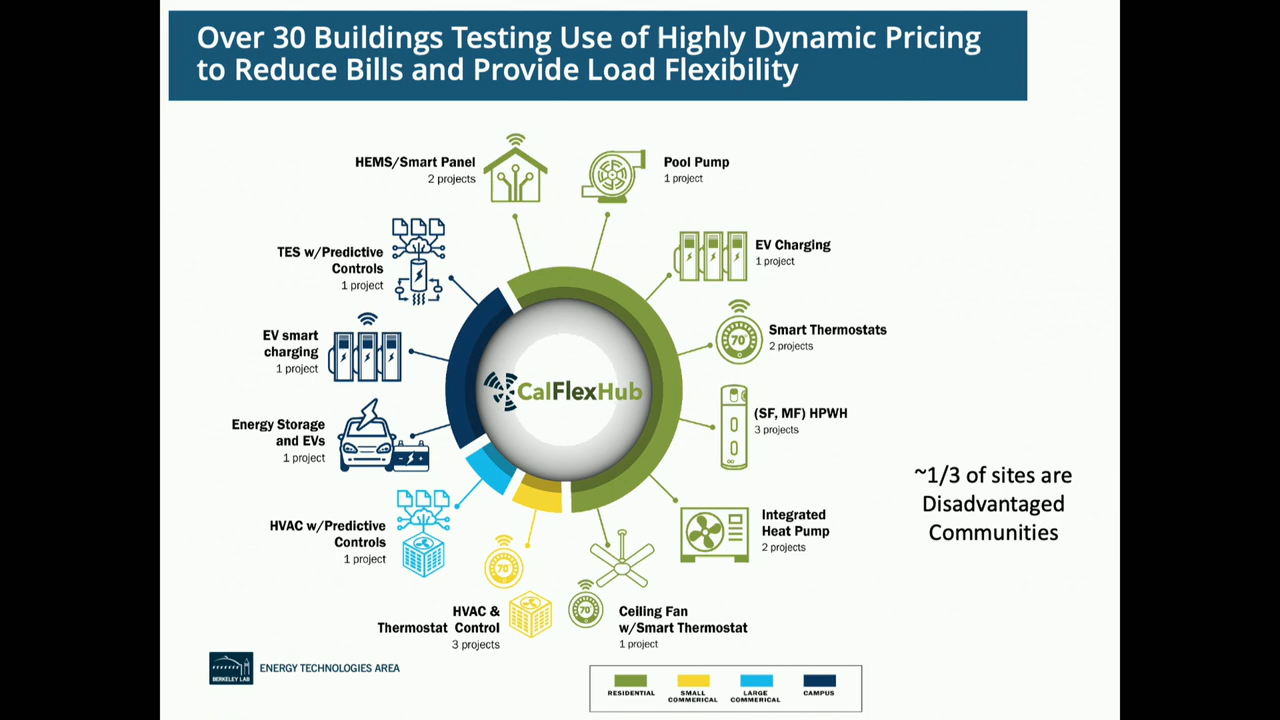 Over 30 Buildings Testing Use of Highly Dynamic Pricing
to Reduce Bills and Provide Load Flexibility
HEMS/Smart Panel
2 projects
Pool Pump
1 project
TES w/Predictive
Controls
1 project
EV Charging
1 project
EV smart
charging
1 project
Smart Thermostats
2 projects
70°
CalFlexHub
(SF, MF) HPWH
3 projects
Energy Storage
and EVs
1 project
~1/3 of sites are
Disadvantaged
Communities
HVAC w/Predictive
Controls
1 project
Integrated
Heat Pump
2 projects
70°
HVAC &
Thermostat Control
3 projects
70°
Ceiling Fan
w/Smart Thermostat
1 project
BERKELEY LAB
ENERGY TECHNOLOGIES AREA
RESIDENTIAL
SMALL
COMMERICAL
LARGE
COMMERICAL
CAMPUS